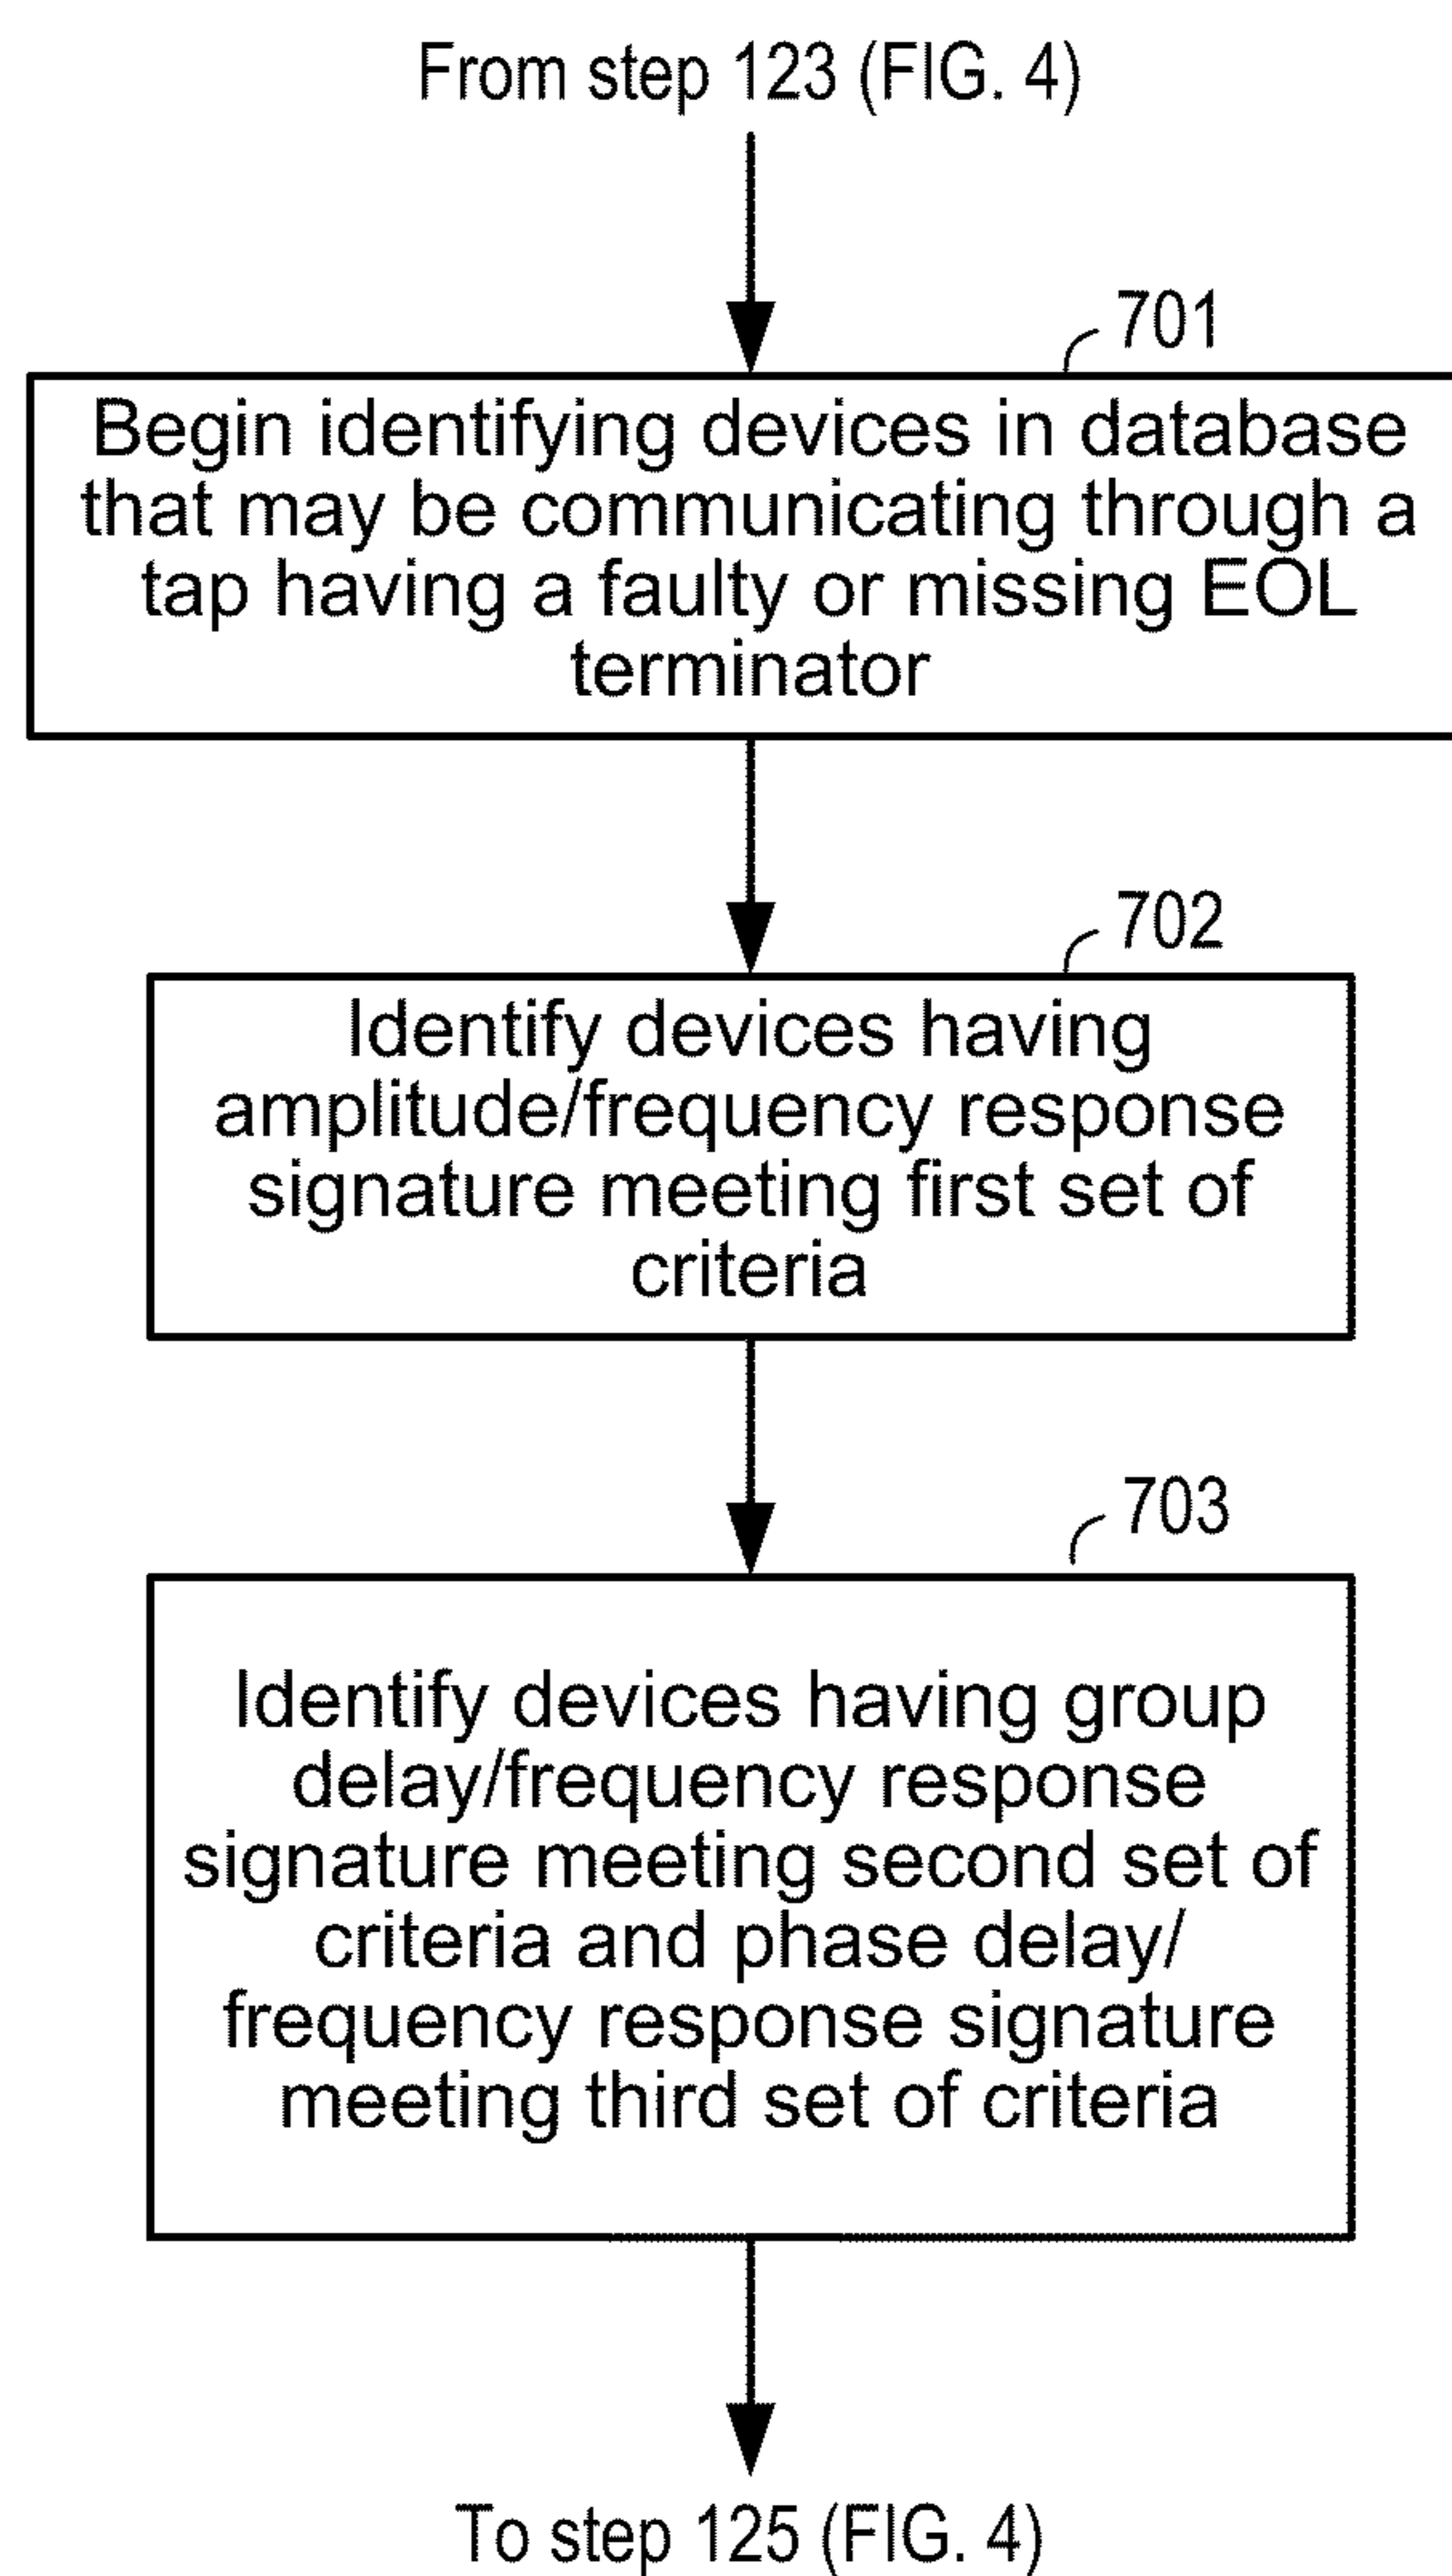 From step 123 (FIG. 4)
701
Begin identifying devices in database
that may be communicating through a
tap having a faulty or missing EOL
terminator
702
Identify devices having
amplitude/frequency response
signature meeting first set of
criteria
703
Identify devices having group
delay/frequency response
signature meeting second set of
criteria and phase delay/
frequency response signature
meeting third set of criteria
To step 125 (FIG. 4)